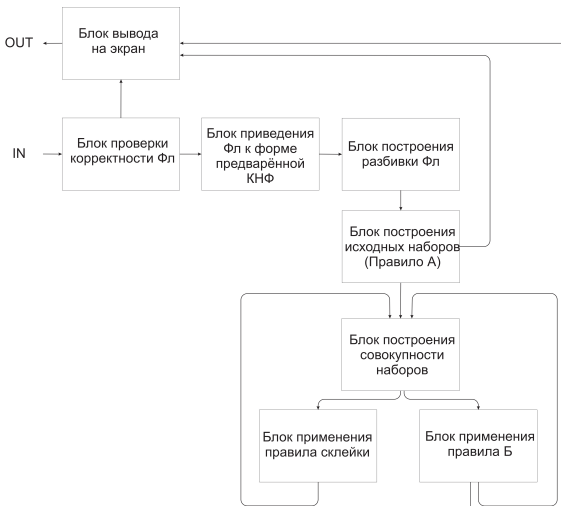 Блок вывода
на экран
OUT
IN
Блок проверки
корректности Фл
Блок приведения
Фл к форме
предварённой
КНФ
Блок построения
разбивки Фл
Блок построения
исходных наборов
(Правило А)
Блок построения
совокупности
наборов
Блок применения
правила склейки
Блок применения
правила Б